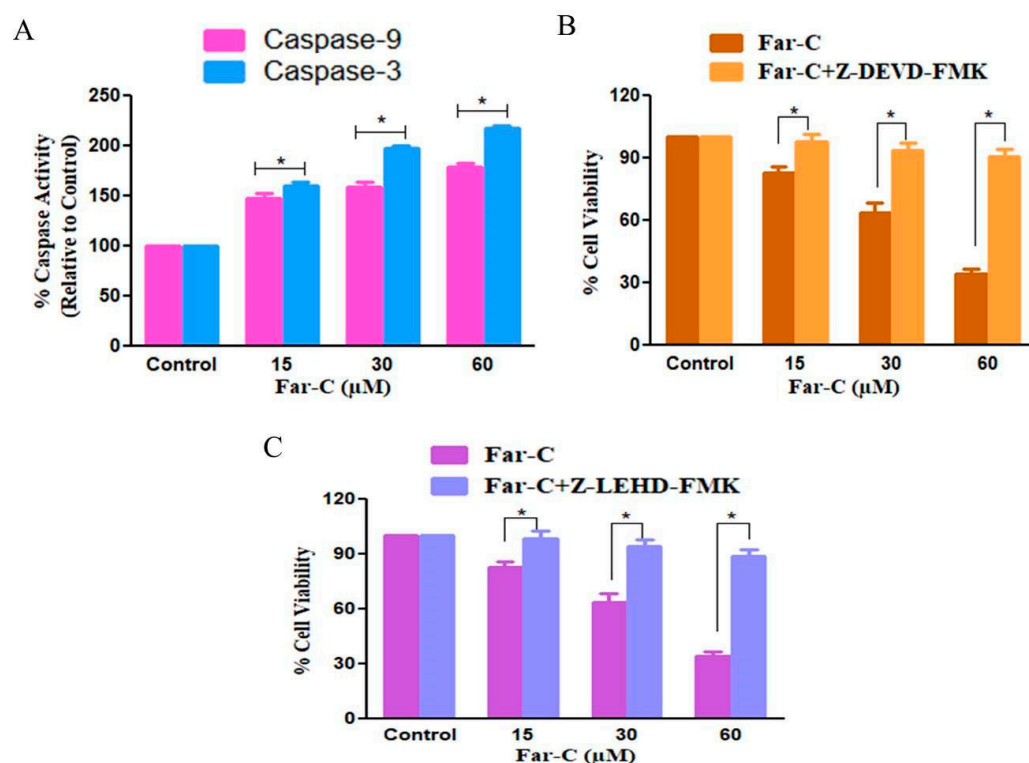 A
Caspase-9
Caspase-3
% Caspase Activity
(Relative to Control)
250
200
150
100
50
0
* * *
Control 15 30 60
Far-C (µM)
B
Far-C
Far-C+Z-DEVD-FMK
% Cell Viability
120
90
60
30
0
* * *
Control 15 30 60
Far-C (µM)
C
Far-C
Far-C+Z-LEHD-FMK
% Cell Viability
120
90
60
30
0
* * *
Control 15 30 60
Far-C (µM)